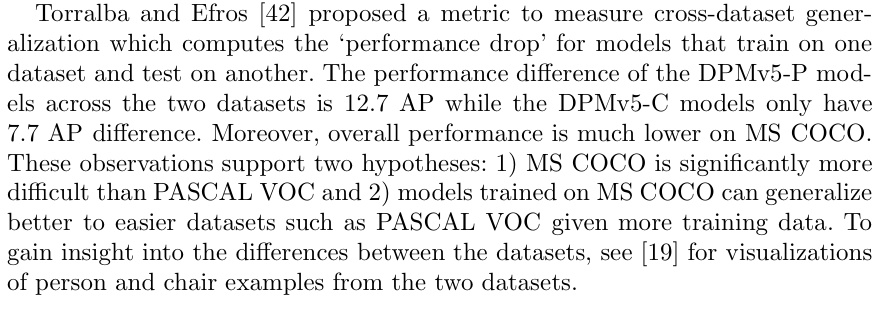 Torralba and Efros [42] proposed a metric to measure cross-dataset gener-
alization which computes the ‘performance drop’ for models that train on one
dataset and test on another. The performance difference of the DPMv5-P mod-
els across the two datasets is 12.7 AP while the DPMv5-C models only have
7.7 AP difference. Moreover, overall performance is much lower on MS COCO.
These observations support two hypotheses: 1) MS COCO is significantly more
difficult than PASCAL VOC and 2) models trained on MS COCO can generalize
better to easier datasets such as PASCAL VOC given more training data. To
gain insight into the differences between the datasets, see [19] for visualizations
of person and chair examples from the two datasets.